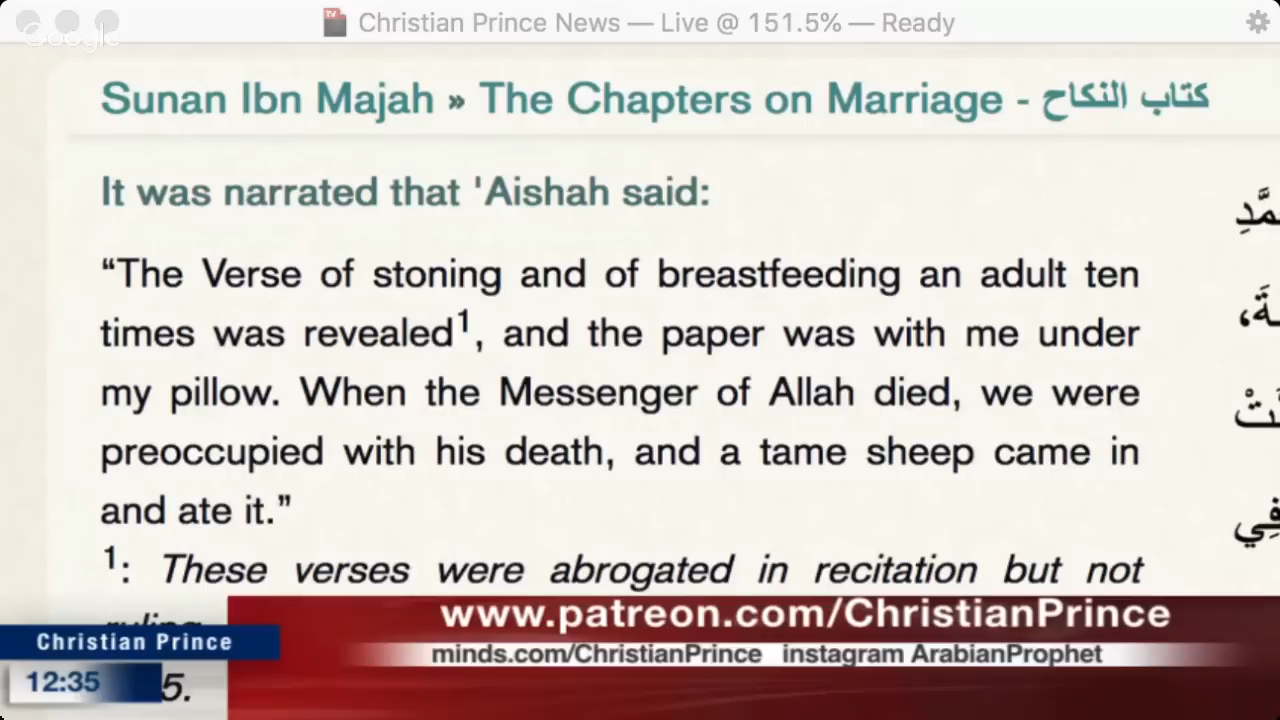 Christian Prince News — Live @ 151.5% — Ready
Google
Sunan Ibn Majah » The Chapters on Marriage - كتاب النكاح
It was narrated that 'Aishah said:
“The Verse of stoning and of breastfeeding an adult ten
times was revealed¹, and the paper was with me under
my pillow. When the Messenger of Allah died, we were
preoccupied with his death, and a tame sheep came in
and ate it.”
¹: These verses were abrogated in recitation but not
www.patreon.com/ChristianPrince
Christian Prince
minds.com/ChristianPrince instagram ArabianProphet
12:35
5.